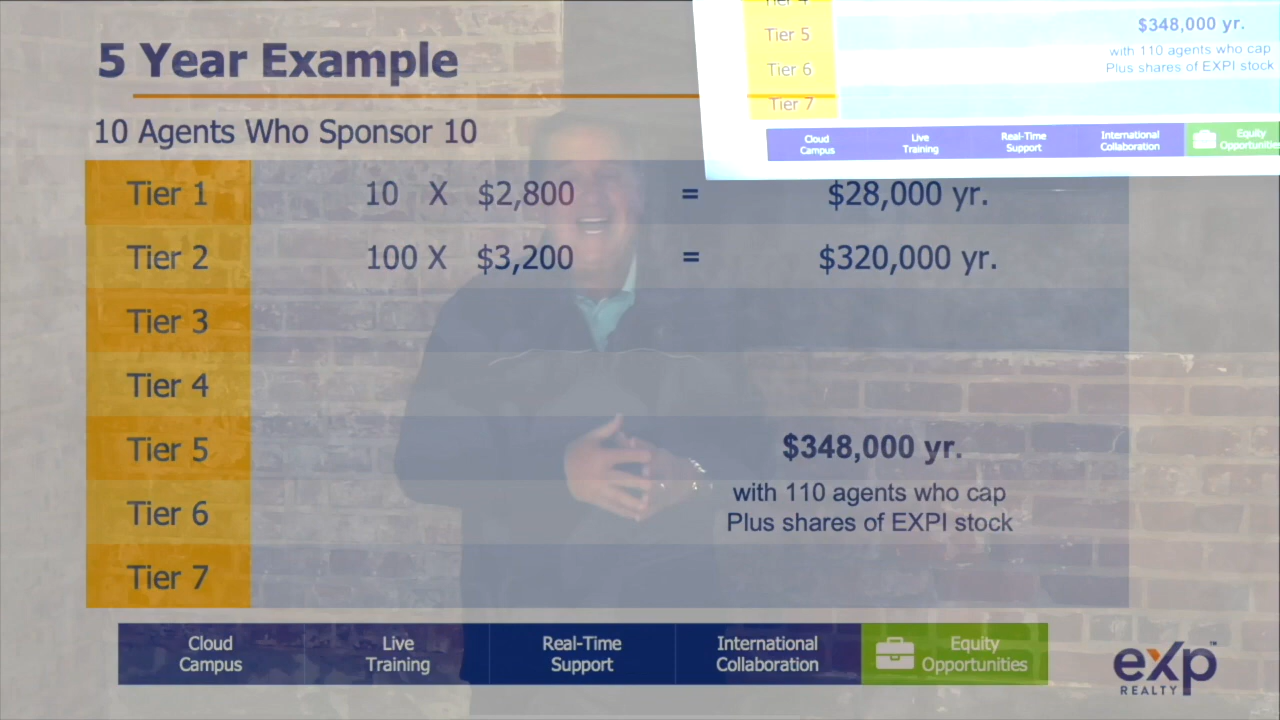 5 Year Example
10 Agents Who Sponsor 10
Tier 1 10 X $2,800 = $28,000 yr.
Tier 2 100 X $3,200 = $320,000 yr.
Tier 3
Tier 4
Tier 5 $348,000 yr.
Tier 6 with 110 agents who cap
Plus shares of EXPI stock
Tier 7
Cloud Campus
Live Training
Real-Time Support
International Collaboration
Equity Opportunities
exp™
REALTY
Tier 4
Tier 5
Tier 6
Tier 7
$348,000 yr.
with 110 agents who cap
Plus shares of EXPI stock
Cloud Campus
Live Training
Real-Time Support
International Collaboration
Equity